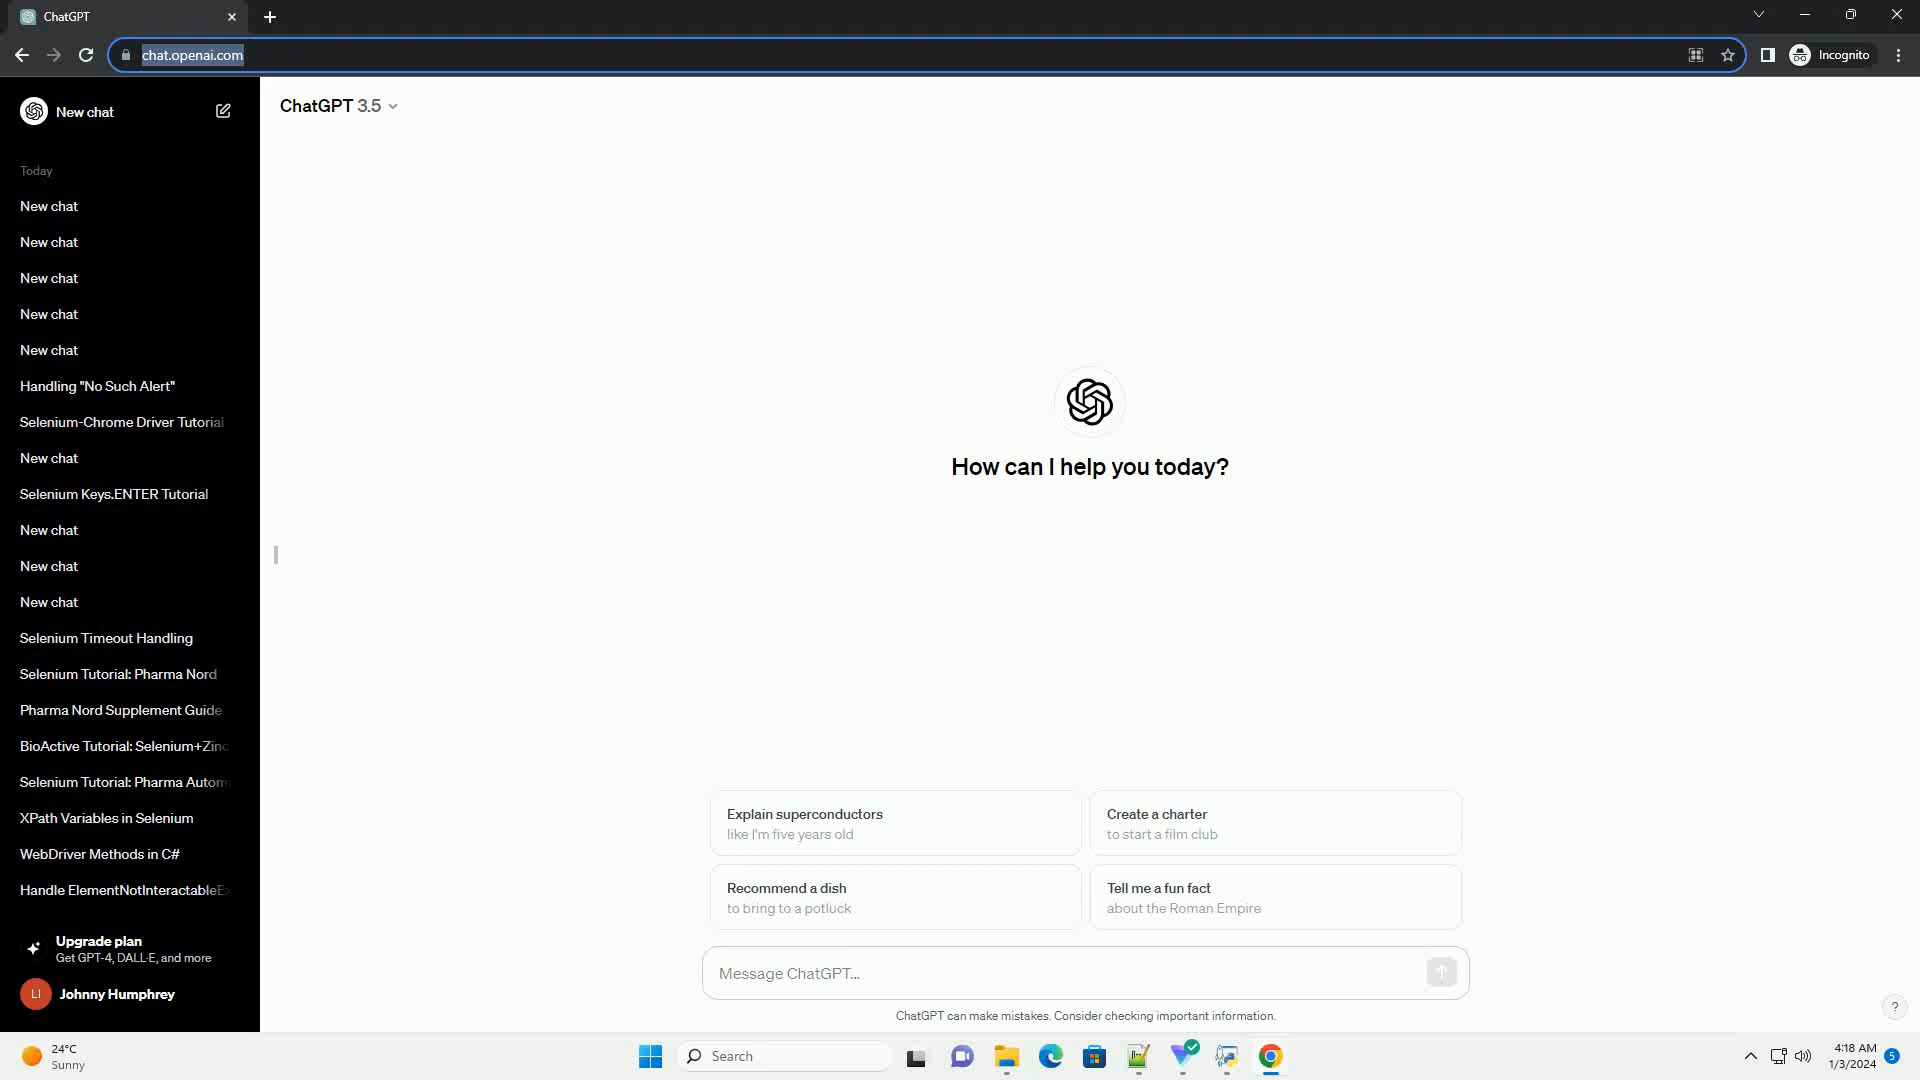 ChatGPT
chat.openai.com
Incognito
New chat
ChatGPT 3.5
Today
New chat
New chat
New chat
New chat
New chat
Handling "No Such Alert"
Selenium-Chrome Driver Tutorial
New chat
Selenium Keys.ENTER Tutorial
New chat
New chat
New chat
Selenium Timeout Handling
Selenium Tutorial: Pharma Nord
Pharma Nord Supplement Guide
BioActive Tutorial: Selenium+Zinc
Selenium Tutorial: Pharma Autom
XPath Variables in Selenium
WebDriver Methods in C#
Handle ElementNotInteractableEx
Upgrade plan
Get GPT-4, DALL·E, and more
LI
Johnny Humphrey
How can I help you today?
Explain superconductors
like I'm five years old
Create a charter
to start a film club
Recommend a dish
to bring to a potluck
Tell me a fun fact
about the Roman Empire
Message ChatGPT...
ChatGPT can make mistakes. Consider checking important information.
?
24°C
Sunny
Search
4:18 AM
1/3/2024
5